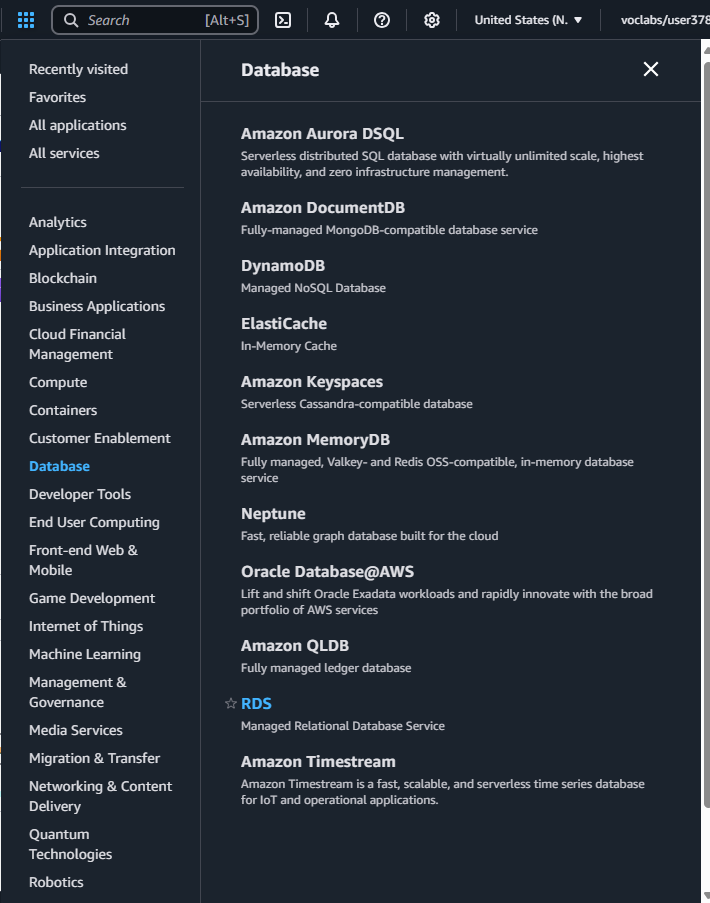 Search [Alt+S] United States (N. voclabs/user378
Recently visited
Favorites
All applications
All services
Analytics
Application Integration
Blockchain
Business Applications
Cloud Financial
Management
Compute
Containers
Customer Enablement
Database
Developer Tools
End User Computing
Front-end Web &
Mobile
Game Development
Internet of Things
Machine Learning
Management &
Governance
Media Services
Migration & Transfer
Networking & Content
Delivery
Quantum
Technologies
Robotics
Database
Amazon Aurora DSQL
Serverless distributed SQL database with virtually unlimited scale, highest
availability, and zero infrastructure management.
Amazon DocumentDB
Fully-managed MongoDB-compatible database service
DynamoDB
Managed NoSQL Database
ElastiCache
In-Memory Cache
Amazon Keyspaces
Serverless Cassandra-compatible database
Amazon MemoryDB
Fully managed, Valkey- and Redis OSS-compatible, in-memory database
service
Neptune
Fast, reliable graph database built for the cloud
Oracle Database@AWS
Lift and shift Oracle Exadata workloads and rapidly innovate with the broad
portfolio of AWS services
Amazon QLDB
Fully managed ledger database
RDS
Managed Relational Database Service
Amazon Timestream
Amazon Timestream is a fast, scalable, and serverless time series database
for IoT and operational applications.